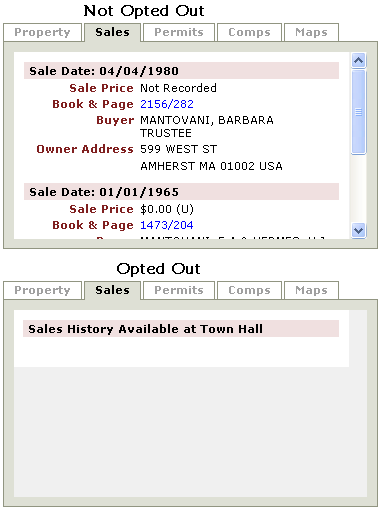 Not Opted Out
Property Sales Permits Comps Maps
Sale Date: 04/04/1980
Sale Price Not Recorded
Book & Page 2156/282
Buyer MANTOVANI, BARBARA
TRUSTEE
Owner Address 599 WEST ST
AMHERST MA 01002 USA
Sale Date: 01/01/1965
Sale Price $0.00 (U)
Book & Page 1473/204
Opted Out
Property Sales Permits Comps Maps
Sales History Available at Town Hall